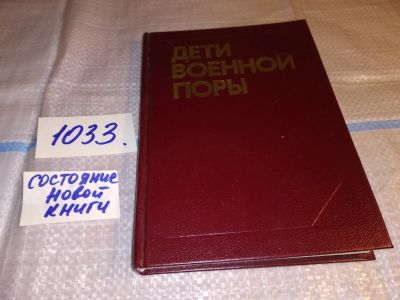 ДЕТИ
ВОЕННОЙ
ПОРЫ
1033.
СОСТОЯНИЕ
НОВОЙ
КНИГИ